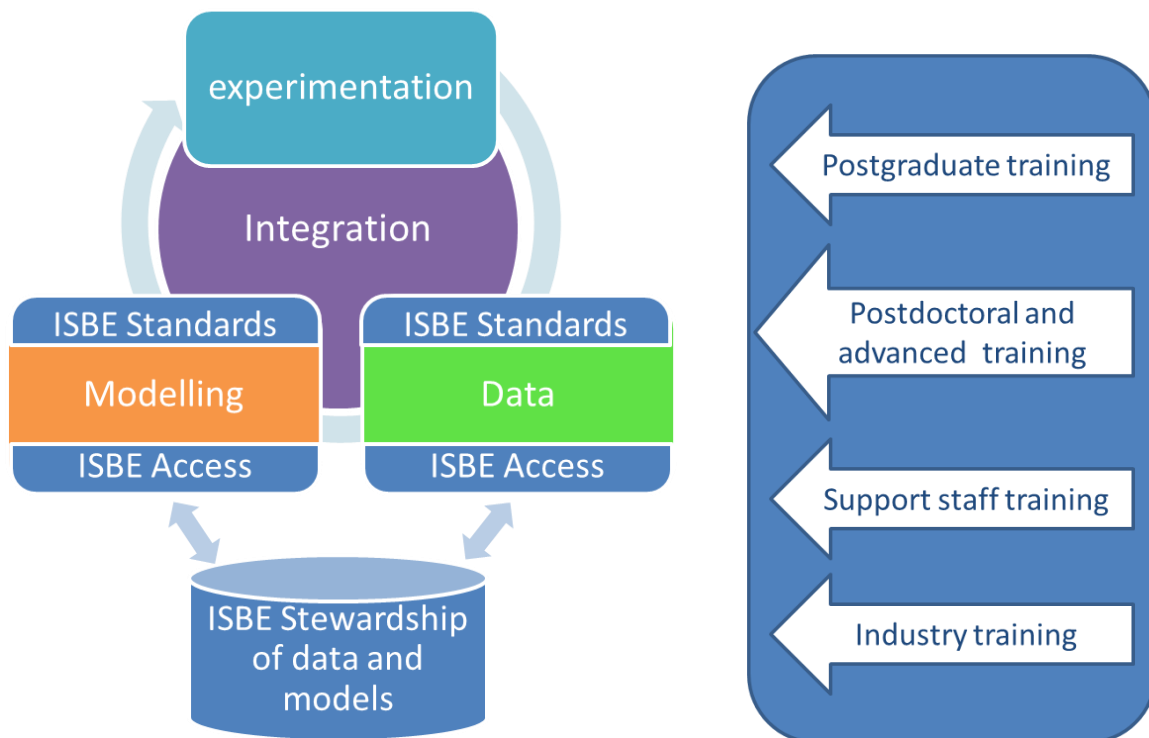 experimentation
Integration
ISBE Standards
Modelling
ISBE Access
ISBE Standards
Data
ISBE Access
ISBE Stewardship
of data and
models
Postgraduate training
Postdoctoral and
advanced training
Support staff training
Industry training